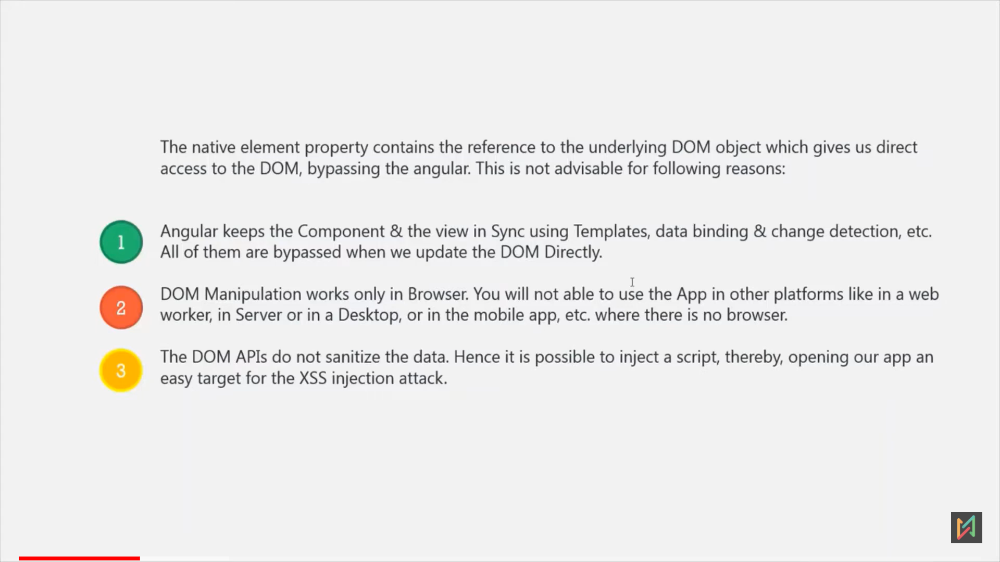 The native element property contains the reference to the underlying DOM object which gives us direct
access to the DOM, bypassing the angular. This is not advisable for following reasons:
1
Angular keeps the Component & the view in Sync using Templates, data binding & change detection, etc.
All of them are bypassed when we update the DOM Directly.
2
DOM Manipulation works only in Browser. You will not able to use the App in other platforms like in a web
worker, in Server or in a Desktop, or in the mobile app, etc. where there is no browser.
3
The DOM APIs do not sanitize the data. Hence it is possible to inject a script, thereby, opening our app an
easy target for the XSS injection attack.